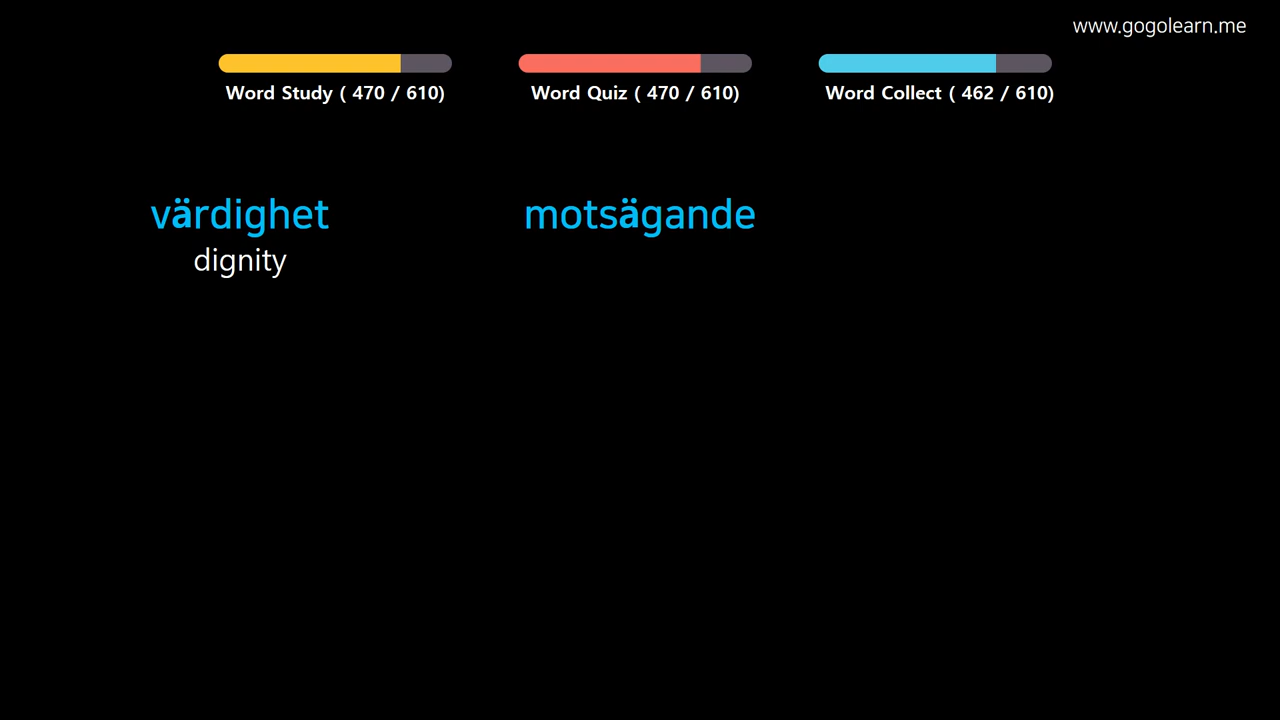 www.gogolearn.me
Word Study ( 470 / 610)
Word Quiz ( 470 / 610)
Word Collect ( 462 / 610)
värdighet
dignity
motsägande